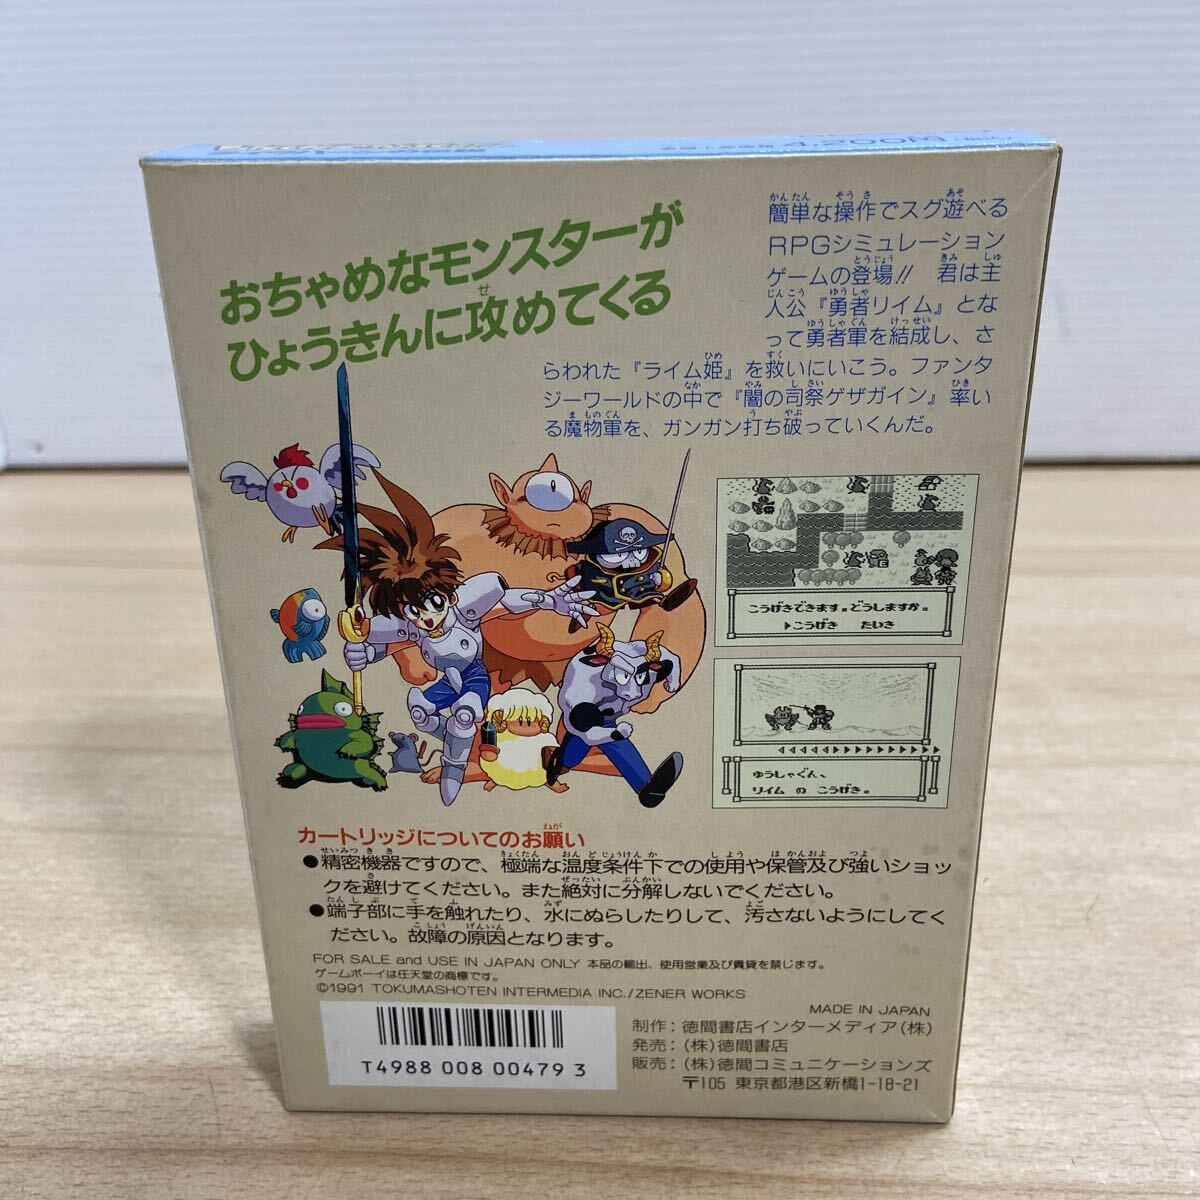 4,200円
おちゃめなモンスターが
ひょうきんに攻めてくる
簡単な操作でスグ遊べる
RPGシミュレーション
ゲームの登場!! 君は主
人公『勇者リイム』とな
って勇者軍を結成し、さ
らわれた『ライム姫』を救いにいこう。ファンタ
ジーワールドの中で『闇の司祭ゲザガイン』率い
る魔物軍を、ガンガン打ち破っていくんだ。
こうげきできます。どうしますか。
▶こうげき たいき
ゆうしゃぐん、
リイム の こうげき。
カートリッジについてのお願い
●精密機器ですので、極端な温度条件下での使用や保管及び強いショッ
クを避けてください。また絶対に分解しないでください。
●端子部に手を触れたり、水にぬらしたりして、汚さないようにしてく
ださい。故障の原因となります。
FOR SALE and USE IN JAPAN ONLY 本品の輸出、使用営業及び賃貸を禁じます。
ゲームボーイは任天堂の商標です。
©1991 TOKUMASHOTEN INTERMEDIA INC./ZENER WORKS
MADE IN JAPAN
制作：徳間書店インターメディア(株)
発売：(株)徳間書店
販売：(株)徳間コミュニケーションズ
〒105 東京都港区新橋1-18-21
T4988 008 00479 3